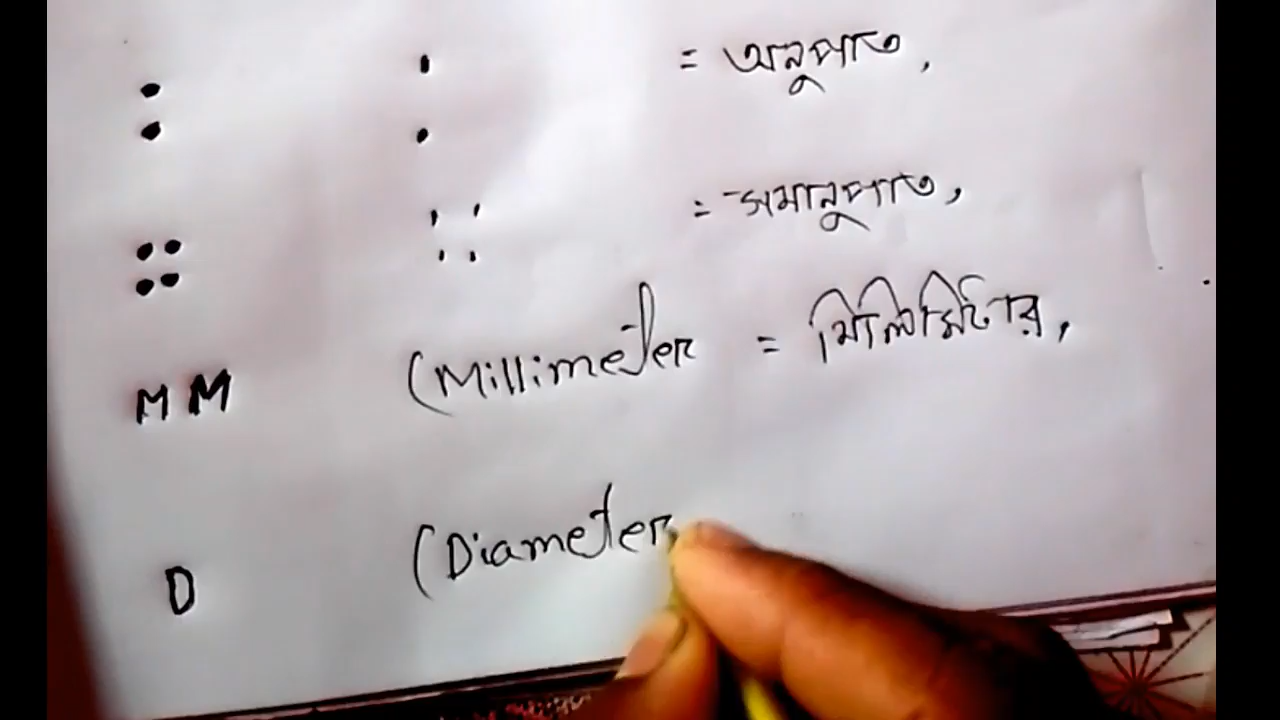 : : = অনুপাত,
:: :: = সমানুপাত,
MM (Millimeter = মিলিমিটার,
D (Diameter